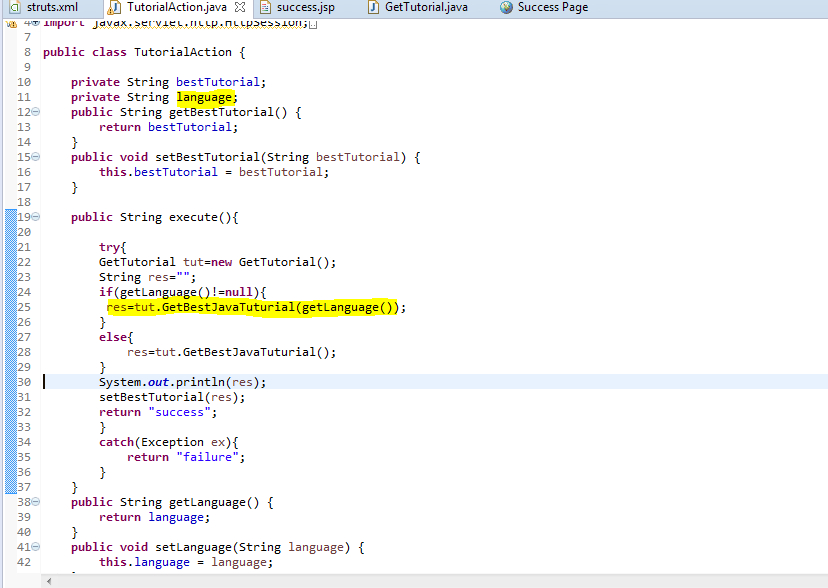 struts.xml TutorialAction.java success.jsp GetTutorial.java Success Page
4 import javax.servlet.http.HttpSession;
7
8 public class TutorialAction {
9
10 private String bestTutorial;
11 private String language;
12 public String getBestTutorial() {
13 return bestTutorial;
14 }
15 public void setBestTutorial(String bestTutorial) {
16 this.bestTutorial = bestTutorial;
17 }
18
19 public String execute(){
20
21 try{
22 GetTutorial tut=new GetTutorial();
23 String res="";
24 if(getLanguage()!=null){
25 res=tut.GetBestJavaTuturial(getLanguage());
26 }
27 else{
28 res=tut.GetBestJavaTuturial();
29 }
30 System.out.println(res);
31 setBestTutorial(res);
32 return "success";
33 }
34 catch(Exception ex){
35 return "failure";
36 }
37 }
38 public String getLanguage() {
39 return language;
40 }
41 public void setLanguage(String language) {
42 this.language = language;